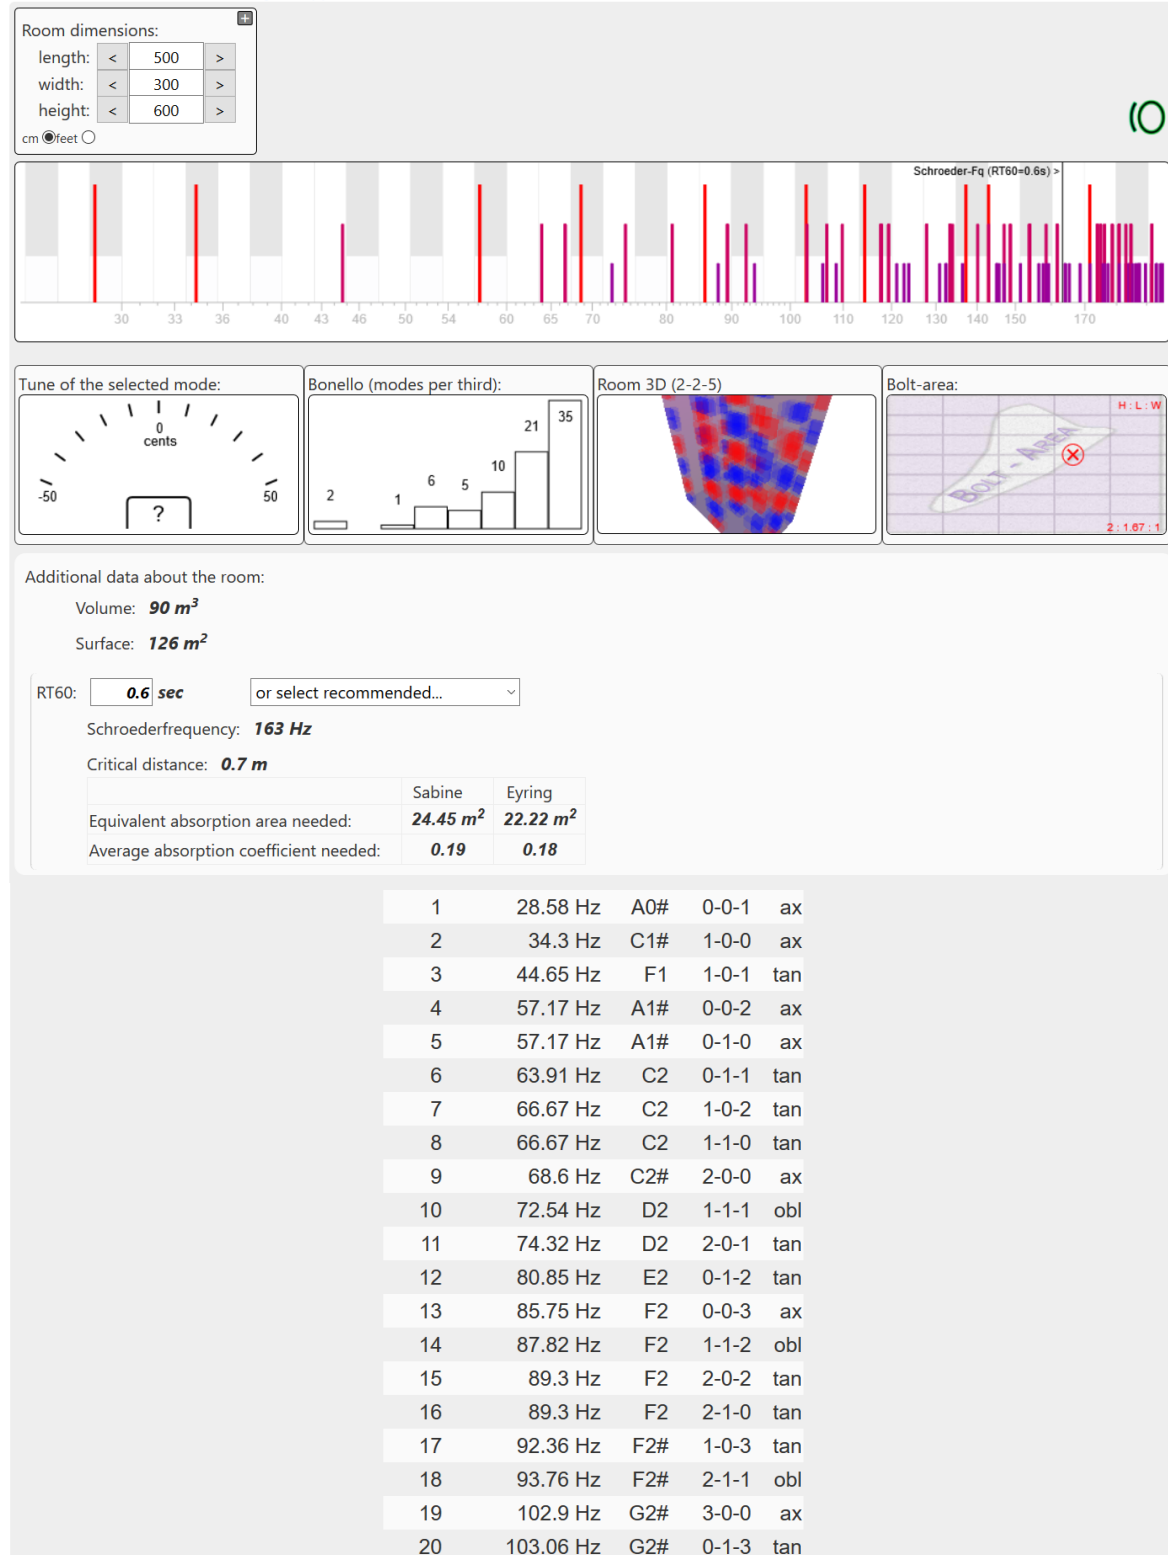 Room dimensions: +
length: < 500 >
width: < 300 >
height: < 600 >
cm feet
Schroeder-Fq (RT60=0.6s) >
30 33 36 40 43 46 50 54 60 65 70 80 90 100 110 120 130 140 150 170
Tune of the selected mode:
0
cents
-50 50
?
Bonello (modes per third):
2 1 6 5 10 21 35
Room 3D (2-2-5)
Bolt-area:
H : L : W
BOLT - AREA
2 : 1.67 : 1
Additional data about the room:
Volume: 90 m³
Surface: 126 m²
RT60: 0.6 sec or select recommended...
Schroederfrequency: 163 Hz
Critical distance: 0.7 m
Sabine Eyring
Equivalent absorption area needed: 24.45 m² 22.22 m²
Average absorption coefficient needed: 0.19 0.18
1 28.58 Hz A0# 0-0-1 ax
2 34.3 Hz C1# 1-0-0 ax
3 44.65 Hz F1 1-0-1 tan
4 57.17 Hz A1# 0-0-2 ax
5 57.17 Hz A1# 0-1-0 ax
6 63.91 Hz C2 0-1-1 tan
7 66.67 Hz C2 1-0-2 tan
8 66.67 Hz C2 1-1-0 tan
9 68.6 Hz C2# 2-0-0 ax
10 72.54 Hz D2 1-1-1 obl
11 74.32 Hz D2 2-0-1 tan
12 80.85 Hz E2 0-1-2 tan
13 85.75 Hz F2 0-0-3 ax
14 87.82 Hz F2 1-1-2 obl
15 89.3 Hz F2 2-0-2 tan
16 89.3 Hz F2 2-1-0 tan
17 92.36 Hz F2# 1-0-3 tan
18 93.76 Hz F2# 2-1-1 obl
19 102.9 Hz G2# 3-0-0 ax
20 103.06 Hz G2# 0-1-3 tan